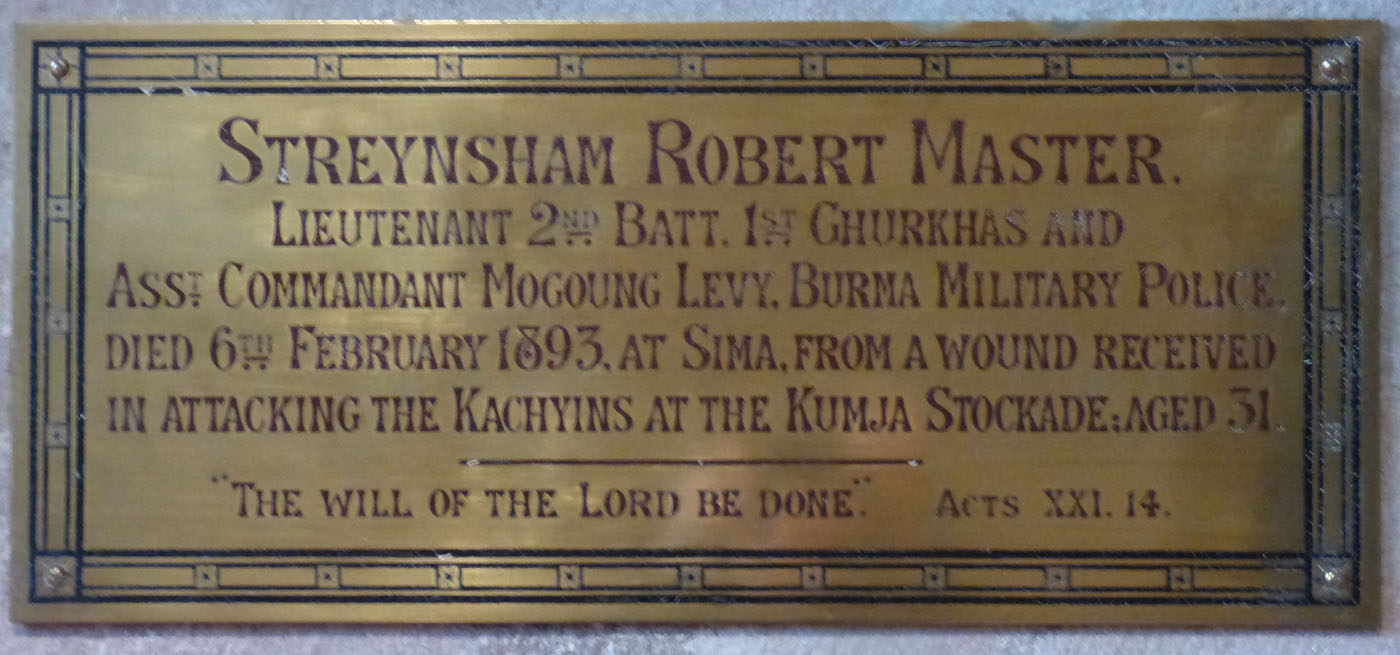 STREYNSHAM ROBERT MASTER.
LIEUTENANT 2ND BATT. 1ST GHURKHAS AND
ASST. COMMANDANT MOGOUNG LEVY, BURMA MILITARY POLICE,
DIED 6TH FEBRUARY 1893, AT SIMA, FROM A WOUND RECEIVED
IN ATTACKING THE KACHYINS AT THE KUMJA STOCKADE: AGED 31.
"THE WILL OF THE LORD BE DONE". ACTS XXI. 14.